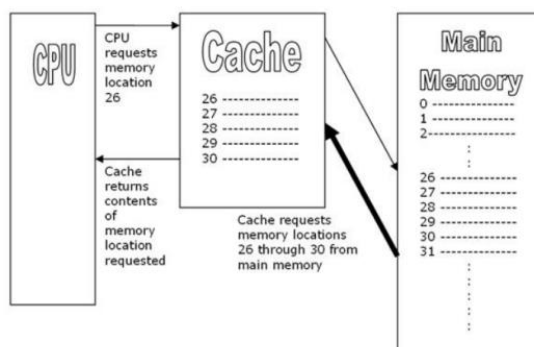 CPU
CPU
requests
memory
location
26
Cache
returns
contents
of
memory
location
requested
Cache
26 ---------------
27 ---------------
28 ---------------
29 ---------------
30 ---------------
Cache requests
memory locations
26 through 30 from
main memory
Main
Memory
0 ---------------
1 ---------------
2---------------
26 ---------------
27 ---------------
28 ---------------
29 ---------------
30 ---------------
31 ---------------